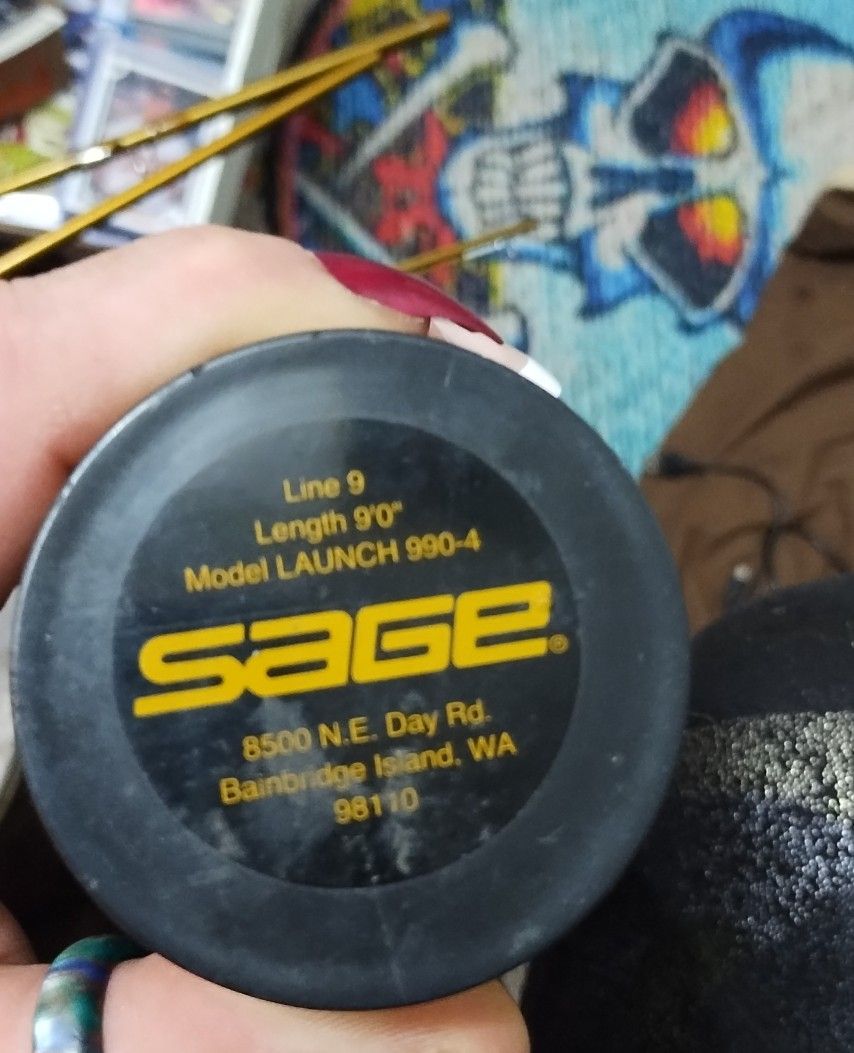 Line 9
Length 9'0"
Model LAUNCH 990-4
SaGe®
8500 N.E. Day Rd.
Bainbridge Island, WA
98110